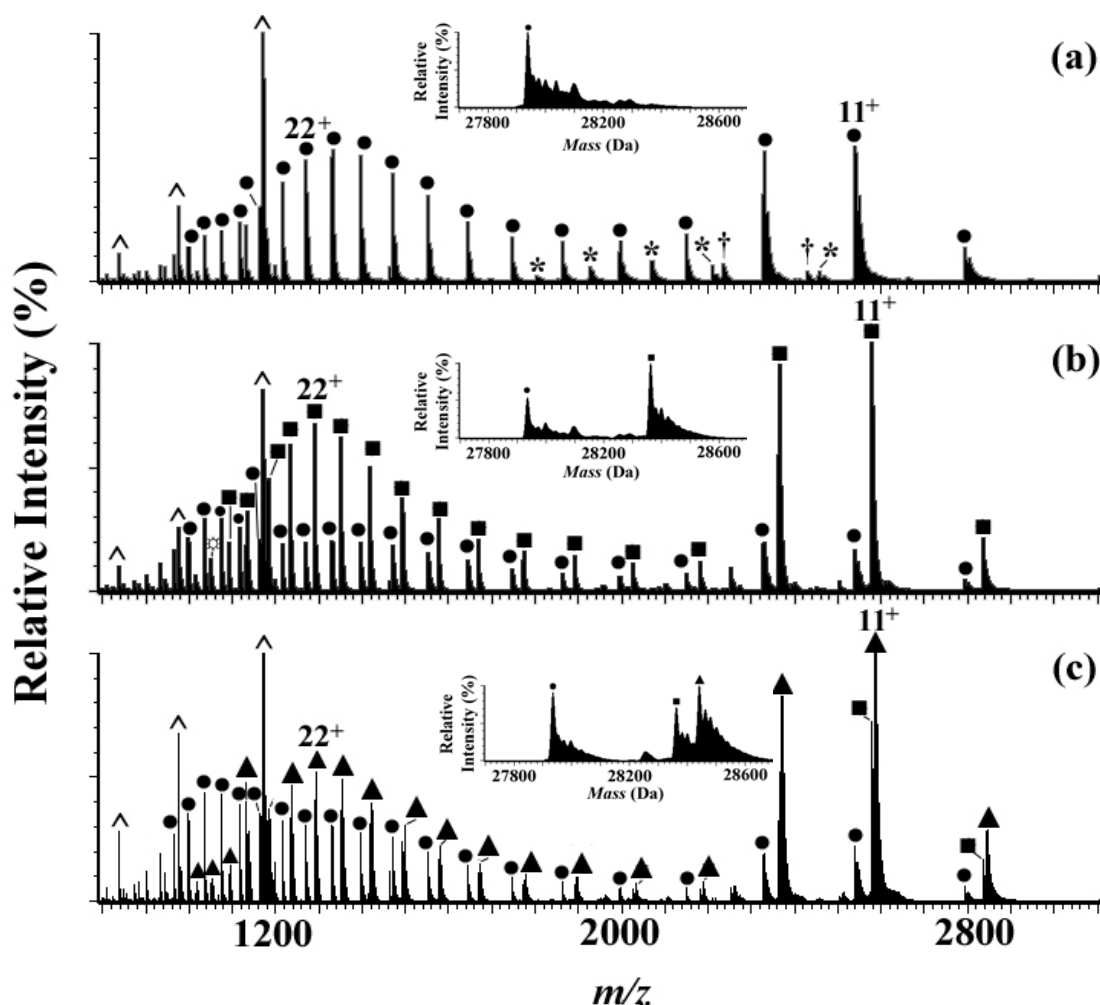 (a)
22+
11+
Relative
Intensity (%)
27800
28200
28600
Mass (Da)
* * * * † † *
(b)
22+
11+
Relative
Intensity (%)
27800
28200
28600
Mass (Da)
(c)
22+
11+
Relative
Intensity (%)
27800
28200
28600
Mass (Da)
Relative Intensity (%)
1200
2000
2800
m/z